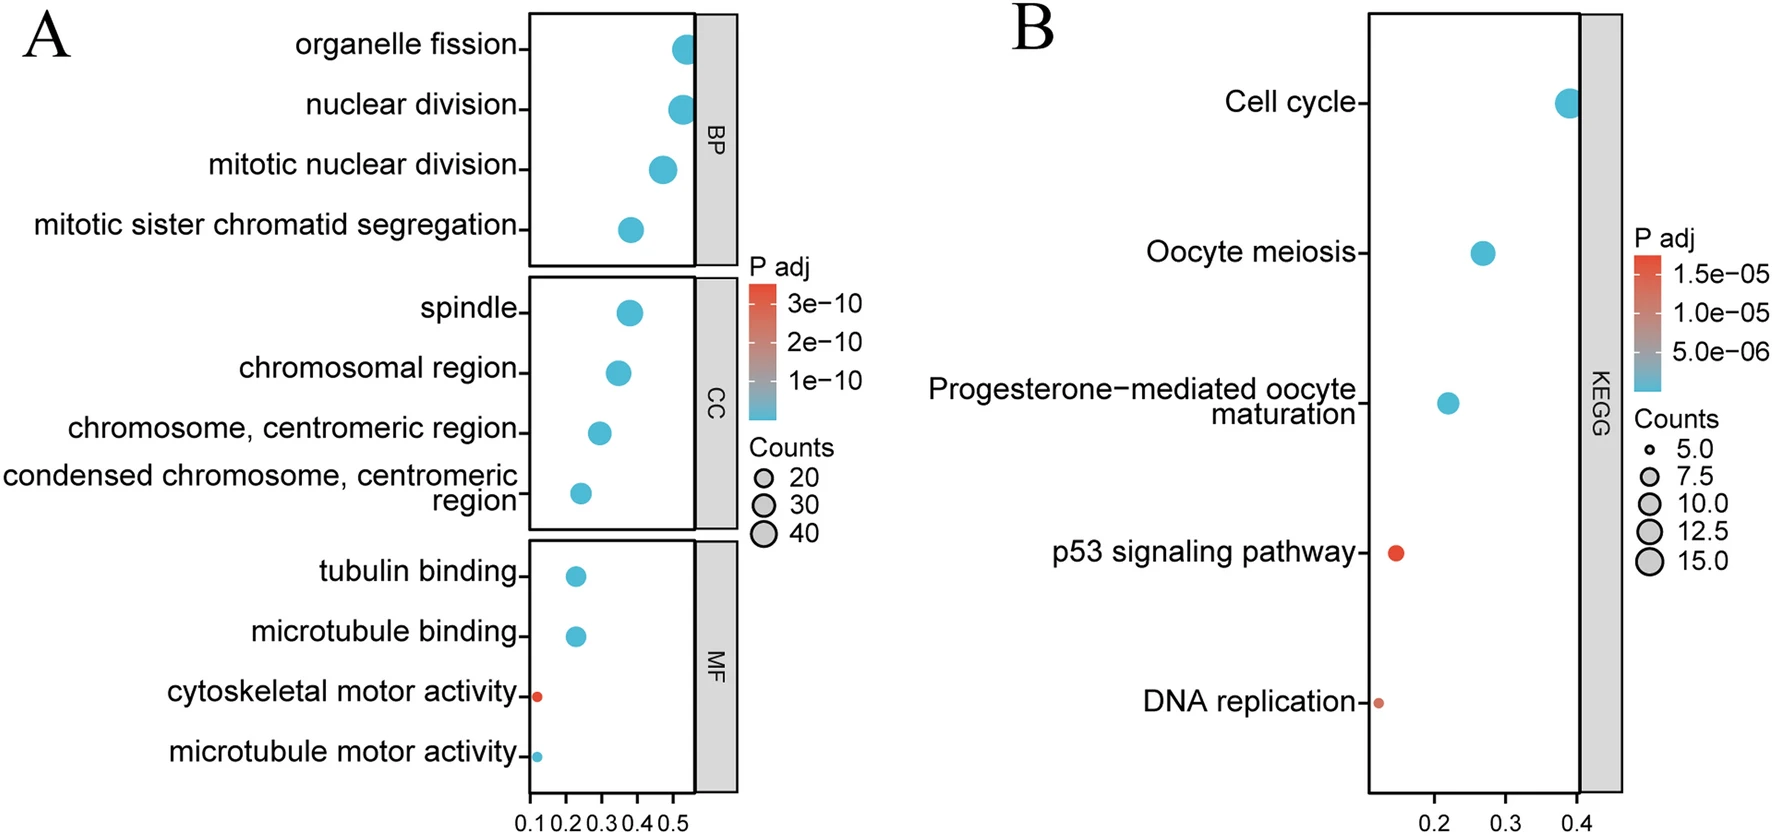 A
organelle fission
nuclear division
mitotic nuclear division
mitotic sister chromatid segregation
BP
spindle
chromosomal region
chromosome, centromeric region
condensed chromosome, centromeric
region
CC
tubulin binding
microtubule binding
cytoskeletal motor activity
microtubule motor activity
MF
0.1 0.2 0.3 0.4 0.5
P adj
3e−10
2e−10
1e−10
Counts
20
30
40
B
Cell cycle
Oocyte meiosis
Progesterone−mediated oocyte
maturation
p53 signaling pathway
DNA replication
KEGG
0.2 0.3 0.4
P adj
1.5e−05
1.0e−05
5.0e−06
Counts
5.0
7.5
10.0
12.5
15.0